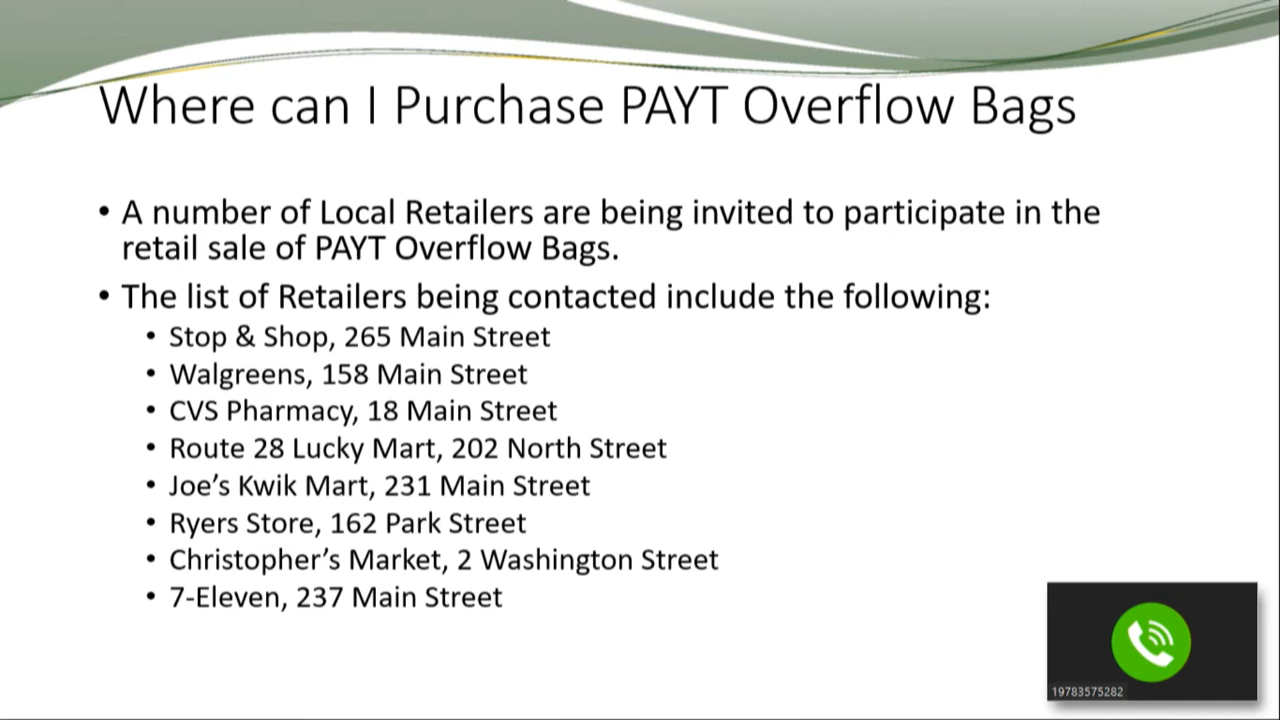 Where can I Purchase PAYT Overflow Bags
• A number of Local Retailers are being invited to participate in the
retail sale of PAYT Overflow Bags.
• The list of Retailers being contacted include the following:
• Stop & Shop, 265 Main Street
• Walgreens, 158 Main Street
• CVS Pharmacy, 18 Main Street
• Route 28 Lucky Mart, 202 North Street
• Joe’s Kwik Mart, 231 Main Street
• Ryers Store, 162 Park Street
• Christopher’s Market, 2 Washington Street
• 7-Eleven, 237 Main Street
19783575282